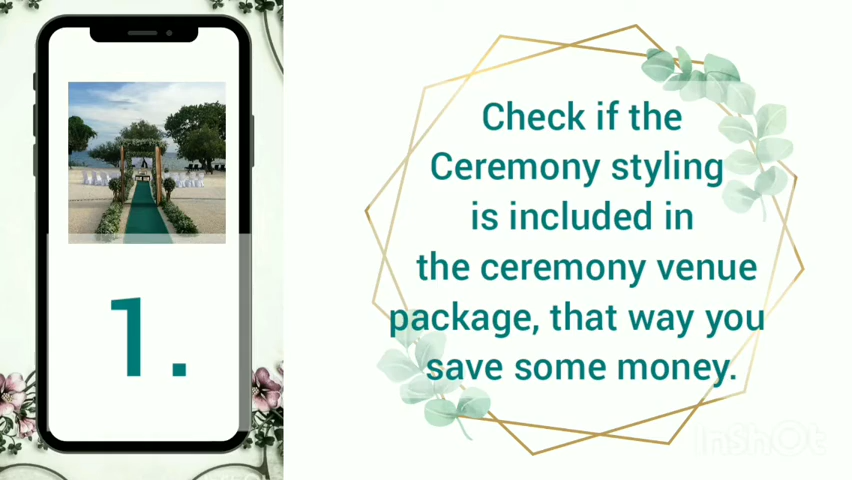 1.
Check if the
Ceremony styling
is included in
the ceremony venue
package, that way you
save some money.
InShOt